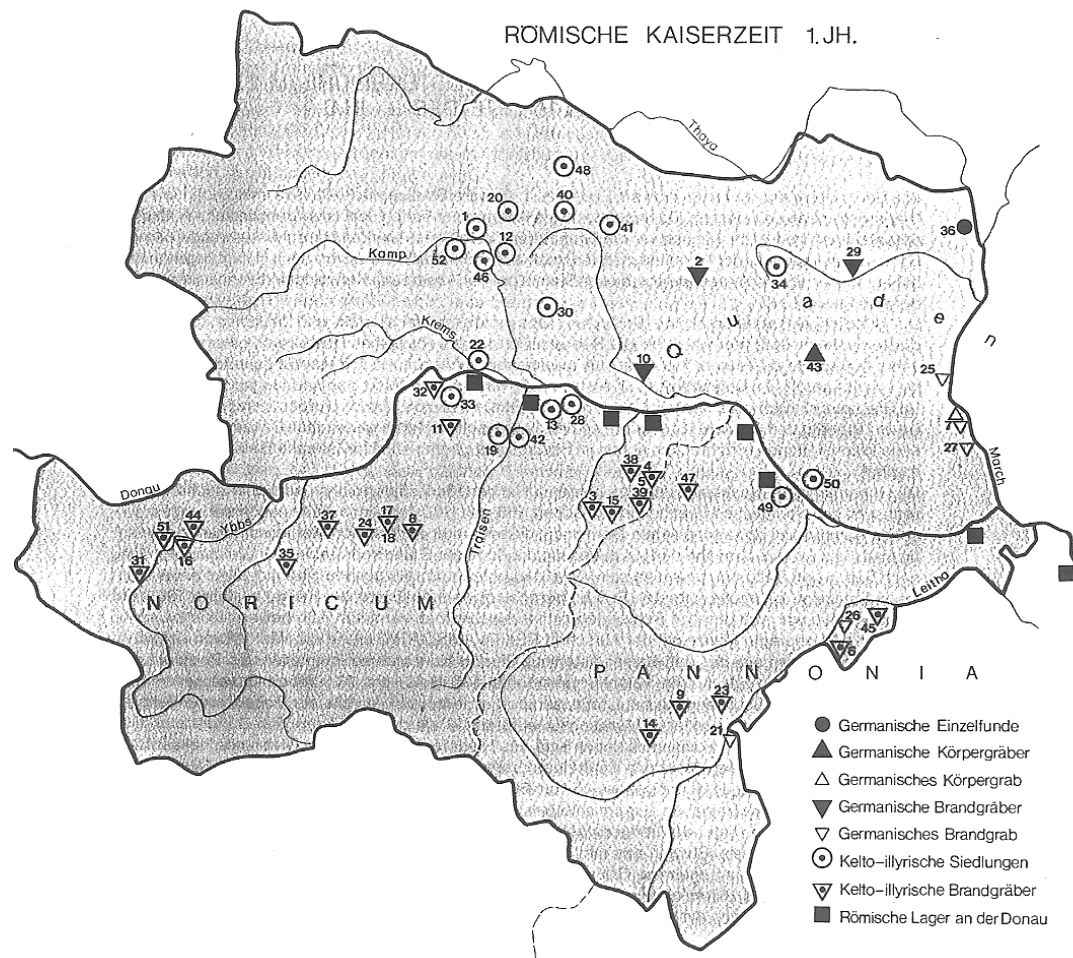 RÖMISCHE KAISERZEIT 1.JH.
Thaya
48
20
40
1
41
36
12
Kamp
52
46
2
29
34
Quaden
30
Krems
22
10
43
25
32
33
7
11
13
28
27
19
42
March
38
4
5
47
50
Donau
3
15
39
49
51
44
Ybbs
37
17
24
18
8
16
Traisen
31
35
Leitha
NORICUM
26
45
6
PANNONIA
9
23
14
21
Germanische Einzelfunde
Germanische Körpergräber
Germanisches Körpergrab
Germanische Brandgräber
Germanisches Brandgrab
Kelto-illyrische Siedlungen
Kelto-illyrische Brandgräber
Römische Lager an der Donau